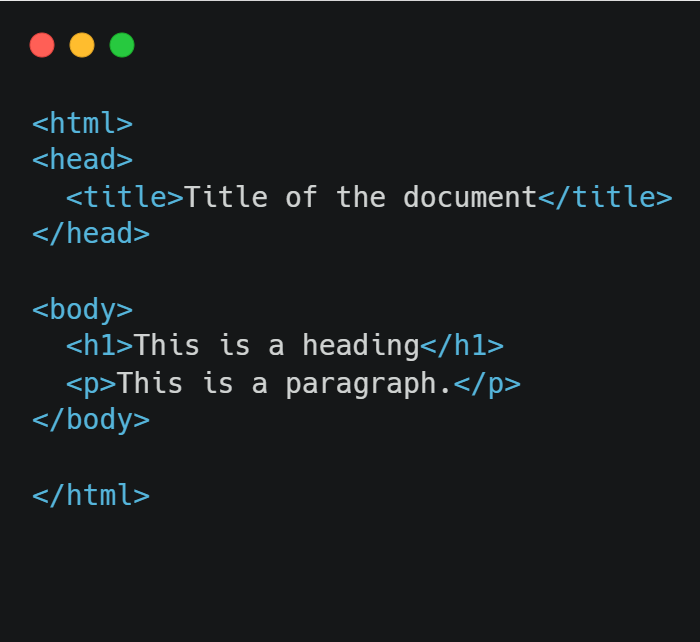 <html>
<head>
  <title>Title of the document</title>
</head>
<body>
  <h1>This is a heading</h1>
  <p>This is a paragraph.</p>
</body>
</html>